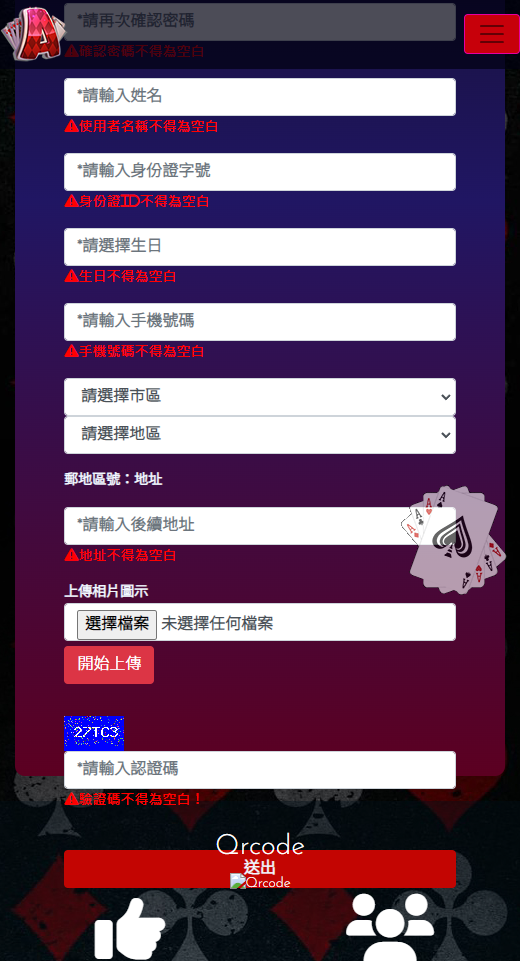 *請再次確認密碼
確認密碼不得為空白
A
*請輸入姓名
使用者名稱不得為空白
*請輸入身份證字號
身份證ID不得為空白
*請選擇生日
生日不得為空白
*請輸入手機號碼
手機號碼不得為空白
請選擇市區
請選擇地區
郵地區號：地址
*請輸入後續地址
地址不得為空白
上傳相片圖示
選擇檔案 未選擇任何檔案
開始上傳
27TC3
*請輸入認證碼
驗證碼不得為空白！
Qrcode
送出
Qrcode